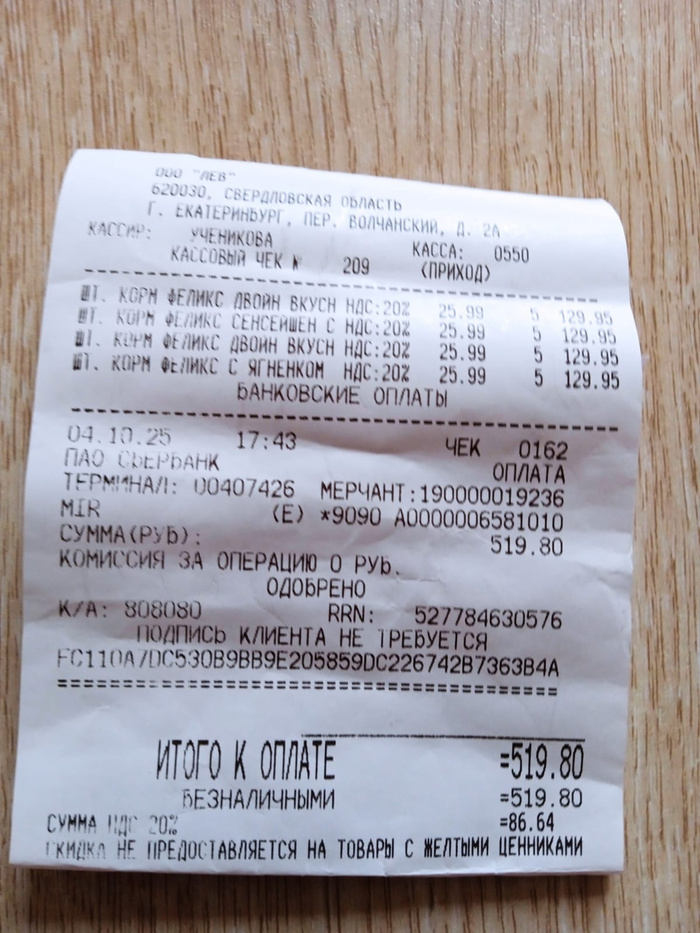 ООО "ЛЕВ"
620030, СВЕРДЛОВСКАЯ ОБЛАСТЬ
Г. ЕКАТЕРИНБУРГ, ПЕР. ВОЛЧАНСКИЙ, Д. 2А
КАССИР: УЧЕНИКОВА КАССА: 0550
КАССОВЫЙ ЧЕК № 209 (ПРИХОД)
ШТ. КОРМ ФЕЛИКС ДВОЙН ВКУСН НДС:20% 25.99 5 129.95
ШТ. КОРМ ФЕЛИКС СЕНСЕЙШЕН С НДС:20% 25.99 5 129.95
ШТ. КОРМ ФЕЛИКС ДВОЙН ВКУСН НДС:20% 25.99 5 129.95
ШТ. КОРМ ФЕЛИКС С ЯГНЕНКОМ НДС:20% 25.99 5 129.95
БАНКОВСКИЕ ОПЛАТЫ
04.10.25 17:43 ЧЕК 0162
ПАО СБЕРБАНК ОПЛАТА
ТЕРМИНАЛ: 00407426 МЕРЧАНТ:190000019236
MIR (E) *9090 A0000006581010
СУММА(РУБ): 519.80
КОМИССИЯ ЗА ОПЕРАЦИЮ 0 РУБ.
ОДОБРЕНО
К/А: 808080 RRN: 527784630576
ПОДПИСЬ КЛИЕНТА НЕ ТРЕБУЕТСЯ
FC110A7DC530B9BB9E205859DC226742B7363B4A
ИТОГО К ОПЛАТЕ =519.80
БЕЗНАЛИЧНЫМИ =519.80
СУММА НДС 20% =86.64
СКИДКА НЕ ПРЕДОСТАВЛЯЕТСЯ НА ТОВАРЫ С ЖЕЛТЫМИ ЦЕННИКАМИ